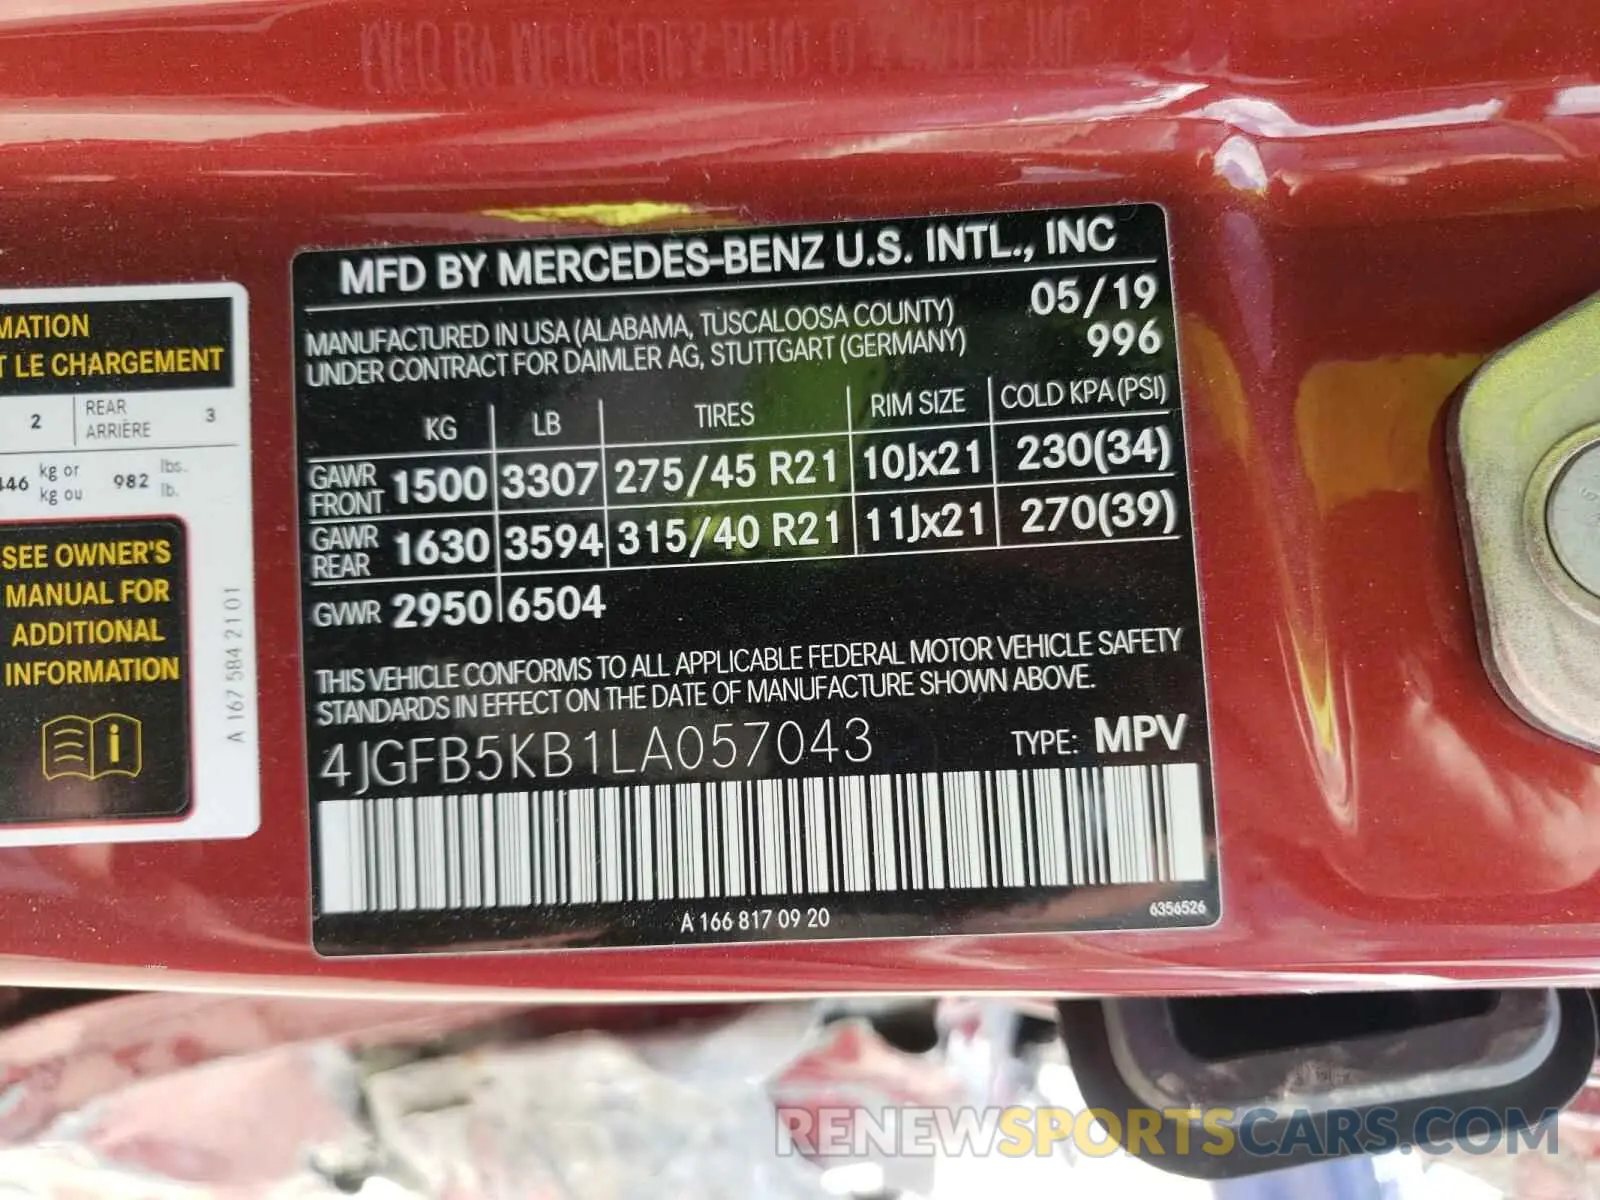 MATION
T LE CHARGEMENT
2 REAR ARRIÈRE 3
446 kg or kg ou 982 lbs. lb.
SEE OWNER'S
MANUAL FOR
ADDITIONAL
INFORMATION
A 167 584 21 01
MFD BY MERCEDES-BENZ U.S. INTL., INC
MANUFACTURED IN USA (ALABAMA, TUSCALOOSA COUNTY) 05/19
UNDER CONTRACT FOR DAIMLER AG, STUTTGART (GERMANY) 996
KG LB TIRES RIM SIZE COLD KPA (PSI)
GAWR FRONT 1500 3307 275/45 R21 10Jx21 230(34)
GAWR REAR 1630 3594 315/40 R21 11Jx21 270(39)
GVWR 2950 6504
THIS VEHICLE CONFORMS TO ALL APPLICABLE FEDERAL MOTOR VEHICLE SAFETY
STANDARDS IN EFFECT ON THE DATE OF MANUFACTURE SHOWN ABOVE.
4JGFB5KB1LA057043 TYPE: MPV
A 166 817 09 20
6356526
RENEWSPORTSCARS.COM